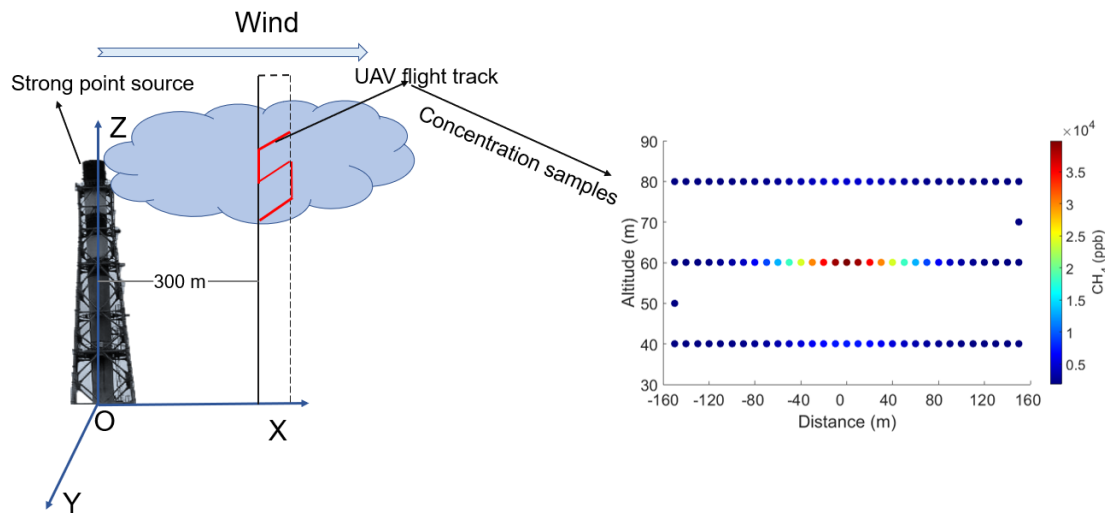 Wind
Strong point source
UAV flight track
Concentration samples
Z
300 m
O
X
Y
90
80
70
60
50
40
30
Altitude (m)
-160
-120
-80
-40
0
40
80
120
160
Distance (m)
×10⁴
3.5
3
2.5
2
1.5
1
0.5
CH₄ (ppb)